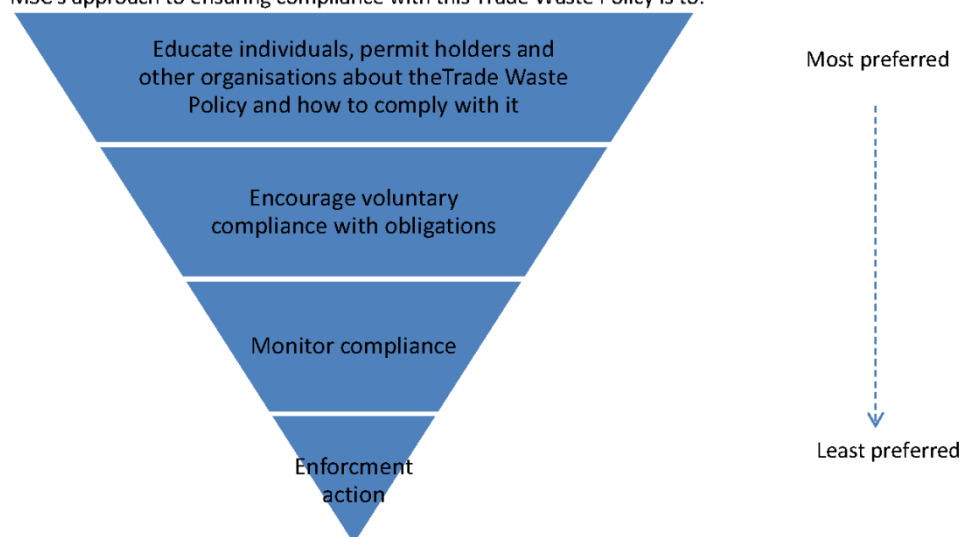 MSC's approach to ensuring compliance with this Trade Waste Policy is to:
Educate individuals, permit holders and
other organisations about theTrade Waste
Policy and how to comply with it
Most preferred
Encourage voluntary
compliance with obligations
Monitor compliance
Least preferred
Enforcment
action